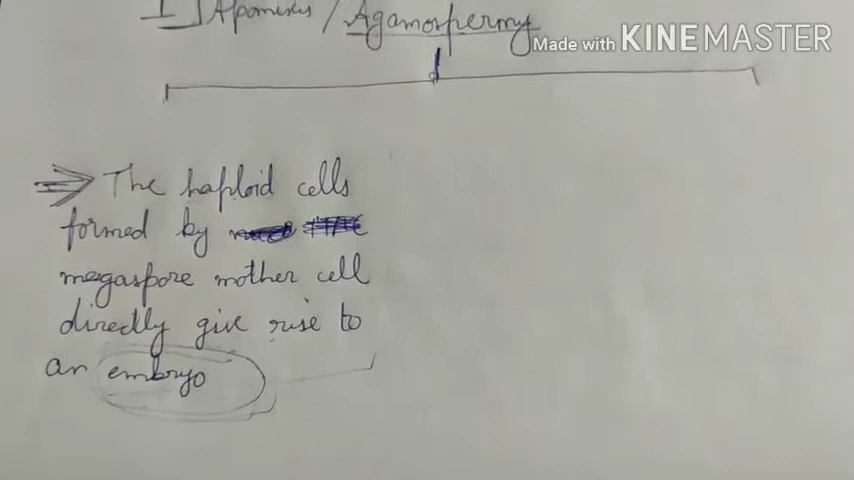 I] Apomixis / Agamospermy
Made with KINEMASTER
⇒ The haploid cells
formed by
megaspore mother cell
directly give rise to
an embryo